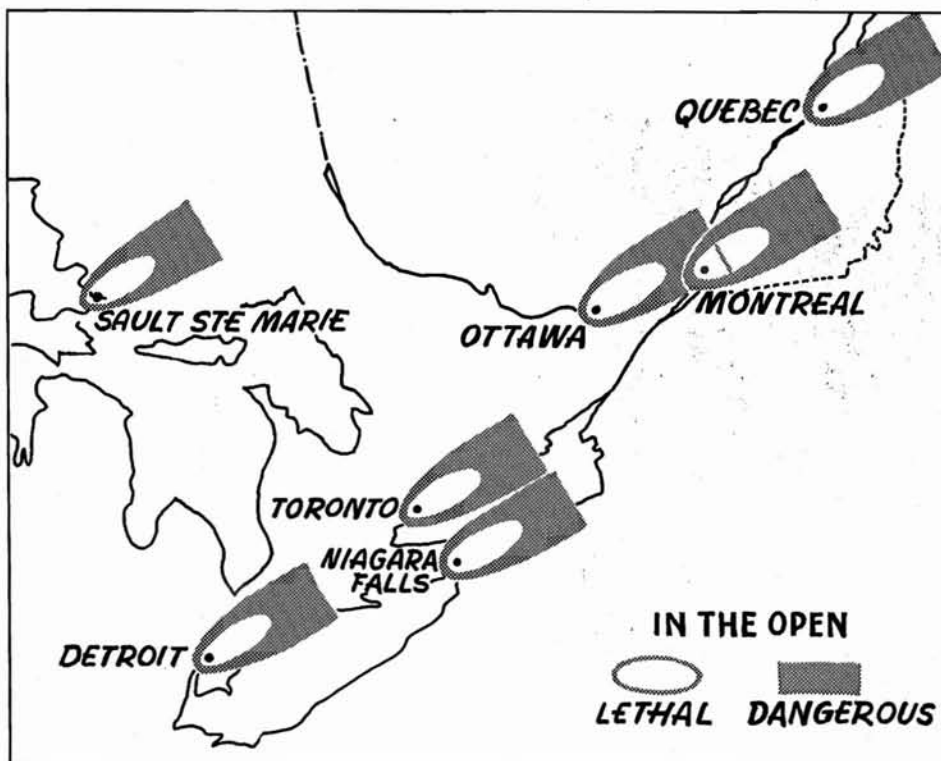 QUEBEC
SAULT STE MARIE
OTTAWA
MONTREAL
TORONTO
NIAGARA
FALLS
DETROIT
IN THE OPEN
LETHAL DANGEROUS